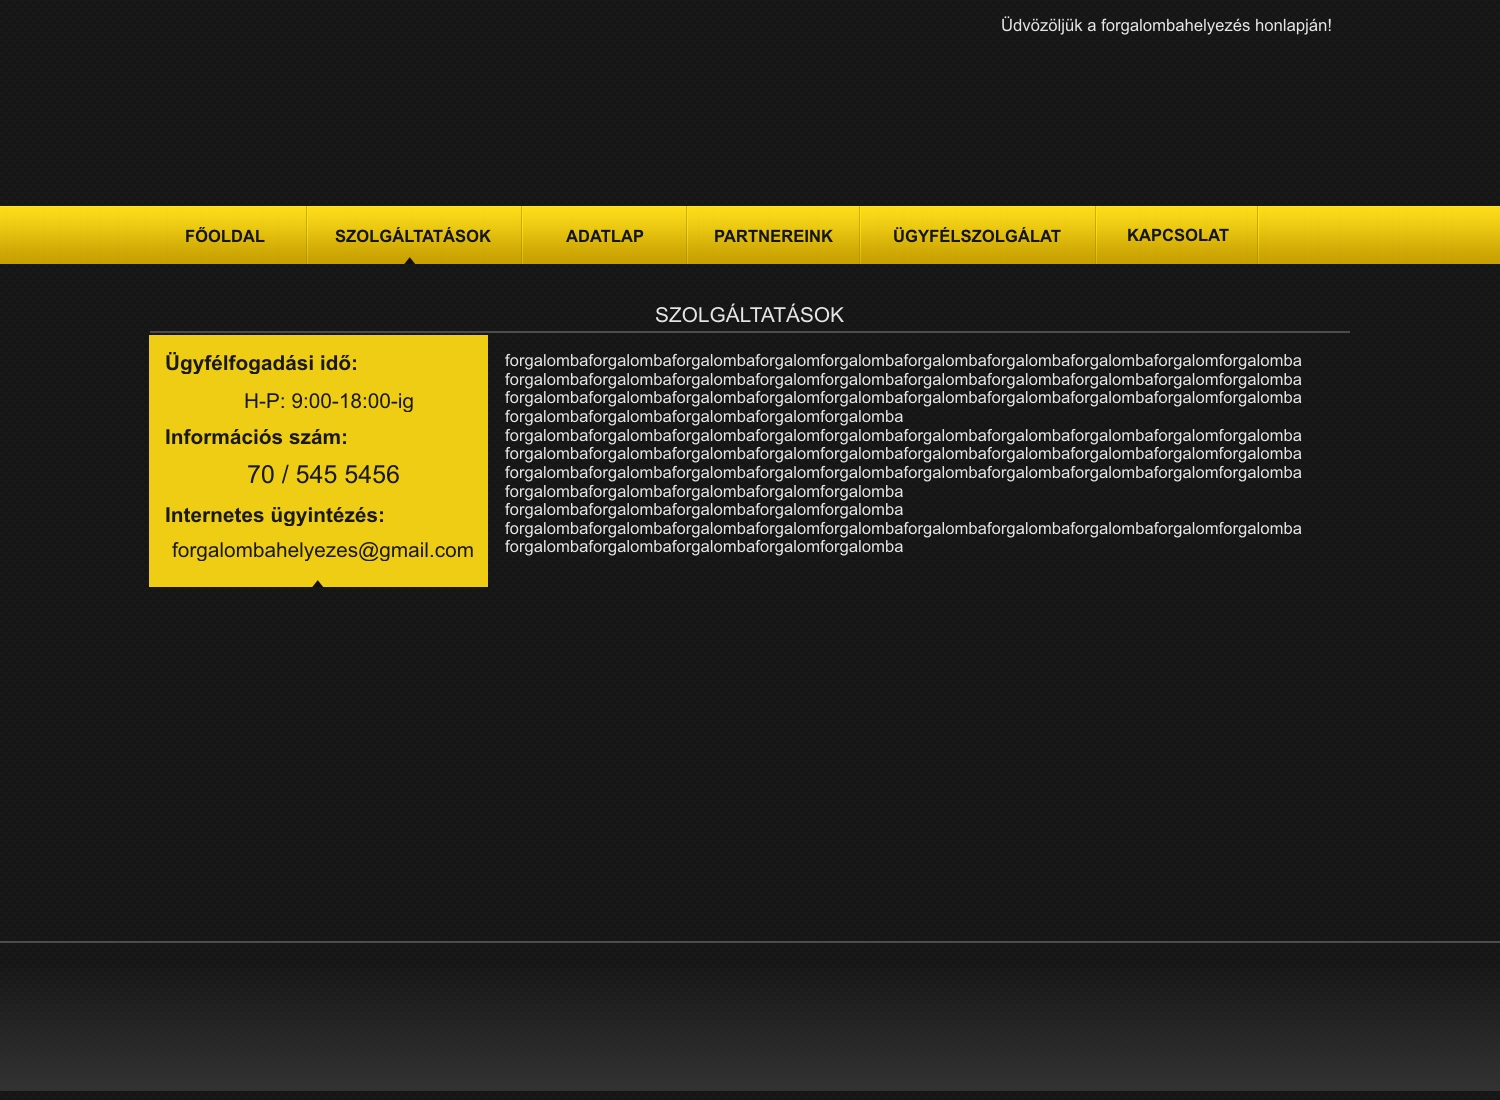 Üdvözöljük a forgalombahelyezés honlapján!
FŐOLDAL SZOLGÁLTATÁSOK ADATLAP PARTNEREINK ÜGYFÉLSZOLGÁLAT KAPCSOLAT
SZOLGÁLTATÁSOK
Ügyfélfogadási idő:
H-P: 9:00-18:00-ig
Információs szám:
70 / 545 5456
Internetes ügyintézés:
forgalombahelyezes@gmail.com
forgalombaforgalombaforgalombaforgalomforgalombaforgalombaforgalombaforgalombaforgalomforgalomba
forgalombaforgalombaforgalombaforgalomforgalombaforgalombaforgalombaforgalombaforgalomforgalomba
forgalombaforgalombaforgalombaforgalomforgalombaforgalombaforgalombaforgalombaforgalomforgalomba
forgalombaforgalombaforgalombaforgalomforgalomba
forgalombaforgalombaforgalombaforgalomforgalombaforgalombaforgalombaforgalombaforgalomforgalomba
forgalombaforgalombaforgalombaforgalomforgalombaforgalombaforgalombaforgalombaforgalomforgalomba
forgalombaforgalombaforgalombaforgalomforgalombaforgalombaforgalombaforgalombaforgalomforgalomba
forgalombaforgalombaforgalombaforgalomforgalomba
forgalombaforgalombaforgalombaforgalomforgalomba
forgalombaforgalombaforgalombaforgalomforgalombaforgalombaforgalombaforgalombaforgalomforgalomba
forgalombaforgalombaforgalombaforgalomforgalomba